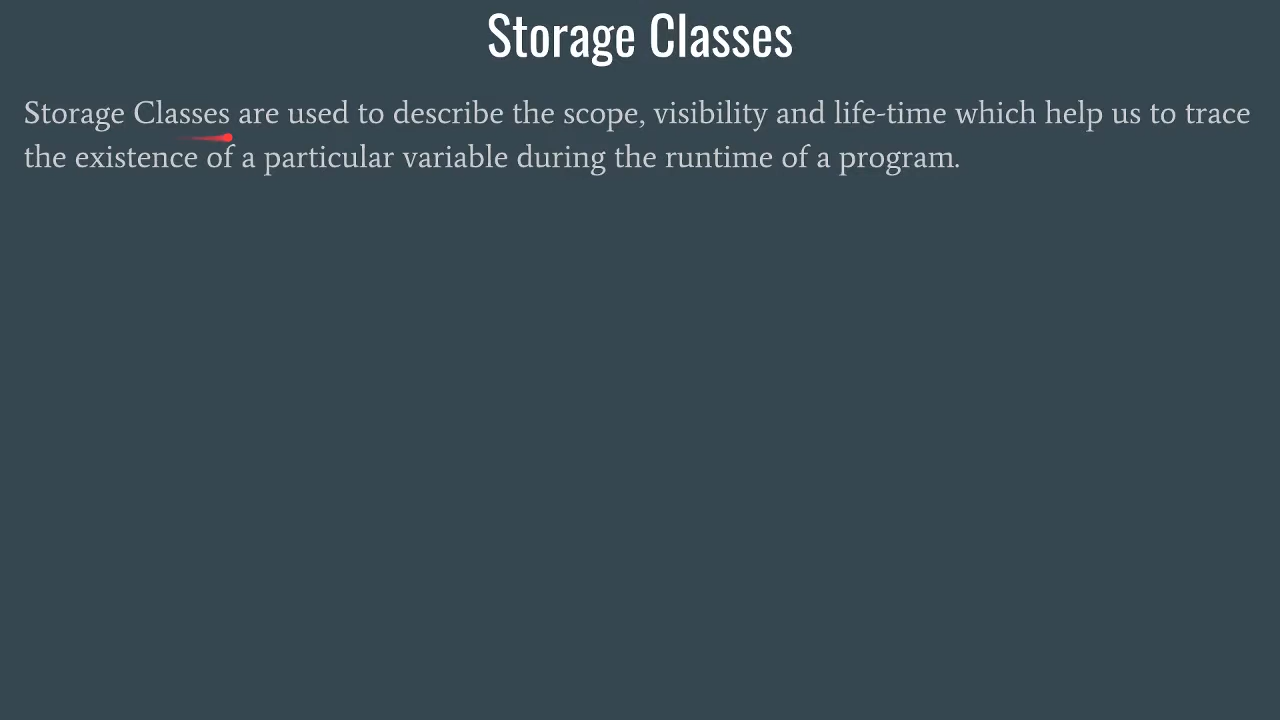 Storage Classes
Storage Classes are used to describe the scope, visibility and life-time which help us to trace
the existence of a particular variable during the runtime of a program.